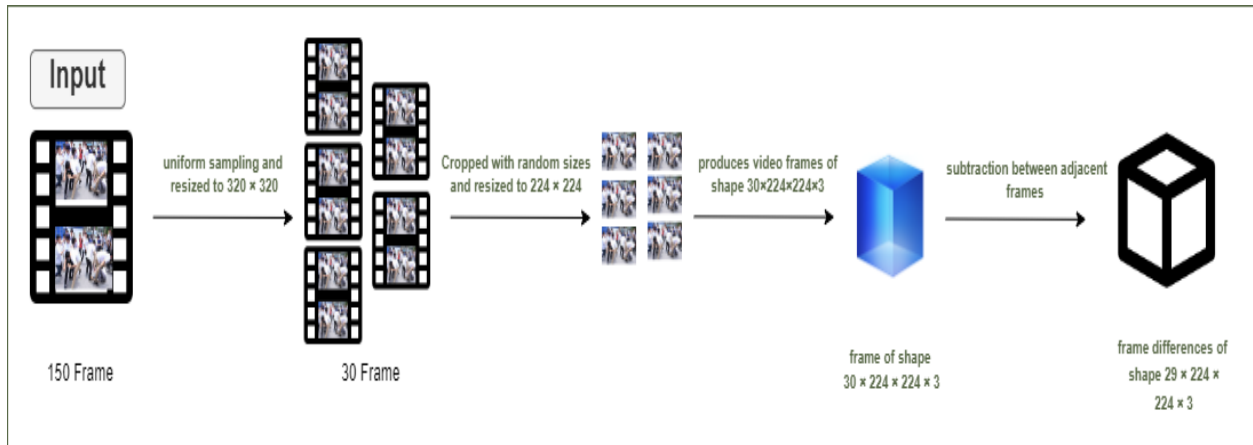 Input
150 Frame
uniform sampling and
resized to 320 × 320
30 Frame
Cropped with random sizes
and resized to 224 × 224
produces video frames of
shape 30×224×224×3
frame of shape
30 × 224 × 224 × 3
subtraction between adjacent
frames
frame differences of
shape 29 × 224 ×
224 × 3